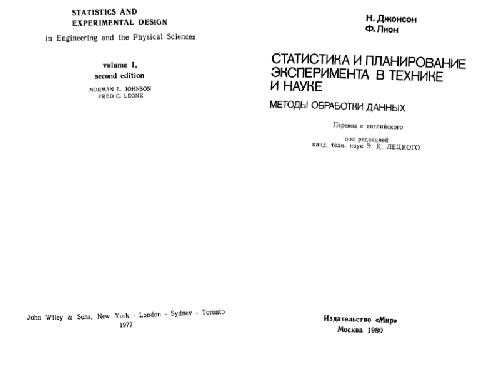 STATISTICS AND
EXPERIMENTAL DESIGN
in Engineering and the Physical Sciences
volume I,
second edition
NORMAN L. JOHNSON
FRED C. LEONE
John Wiley & Sons, New York - London - Sydney - Toronto
1977
Н. Джонсон
Ф. Лион
СТАТИСТИКА И ПЛАНИРОВАНИЕ
ЭКСПЕРИМЕНТА В ТЕХНИКЕ
И НАУКЕ
МЕТОДЫ ОБРАБОТКИ ДАННЫХ
Перевод с английского
под редакцией
канд. техн. наук Э. К. ЛЕЦКОГО
Издательство «Мир»
Москва 1980